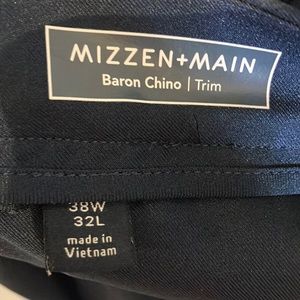 MIZZEN+MAIN
Baron Chino | Trim
38W
32L
made in
Vietnam